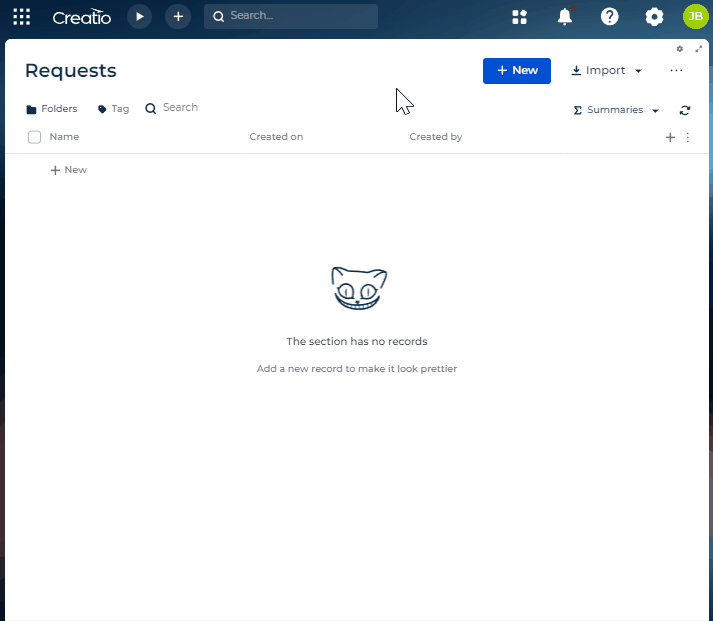 Creatio Search... JB
Requests
New Import
Folders Tag Search Summaries
Name Created on Created by
New
The section has no records
Add a new record to make it look prettier